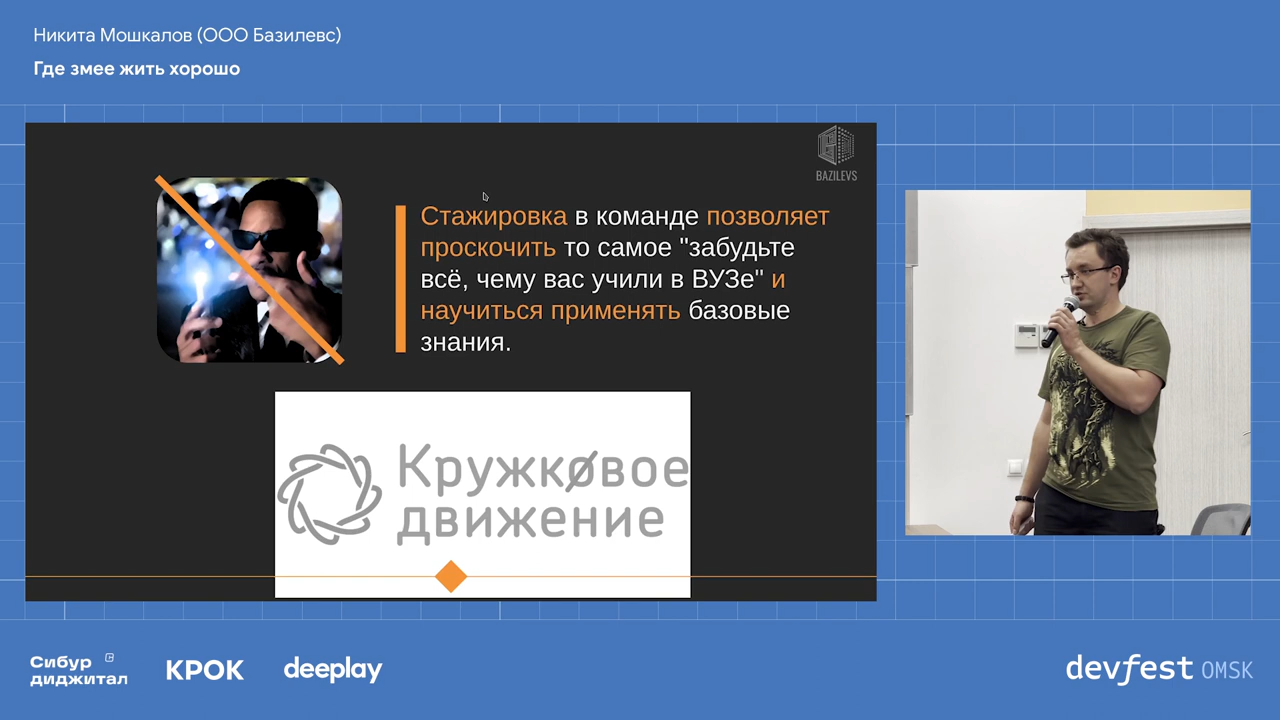 Никита Мошкалов (ООО Базилевс)
Где змее жить хорошо
BAZILEVS
Стажировка в команде позволяет
проскочить то самое "забудьте
всё, чему вас учили в ВУЗе" и
научиться применять базовые
знания.
Кружковое
движение
Сибур
диджитал
КРОК
deeplay
devfest OMSK